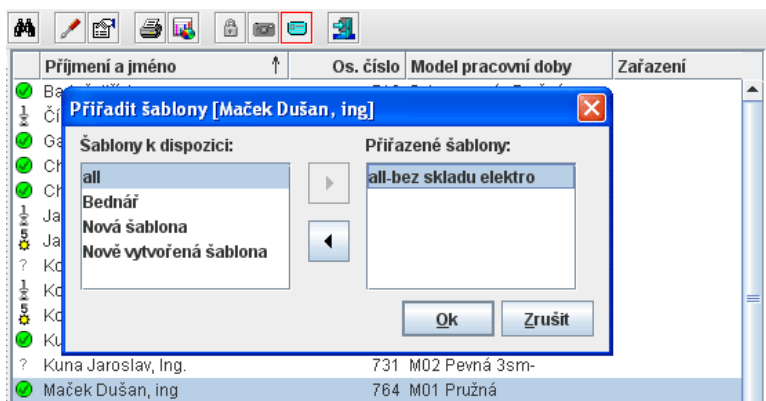 Příjmení a jméno Os. číslo Model pracovní doby Zařazení
Přiřadit šablony [Maček Dušan, ing]
Šablony k dispozici: Přiřazené šablony:
all all-bez skladu elektro
Bednář
Nová šablona
Nově vytvořená šablona
Ok Zrušit
Kuna Jaroslav, Ing. 731 M02 Pevná 3sm-
Maček Dušan, ing 764 M01 Pružná